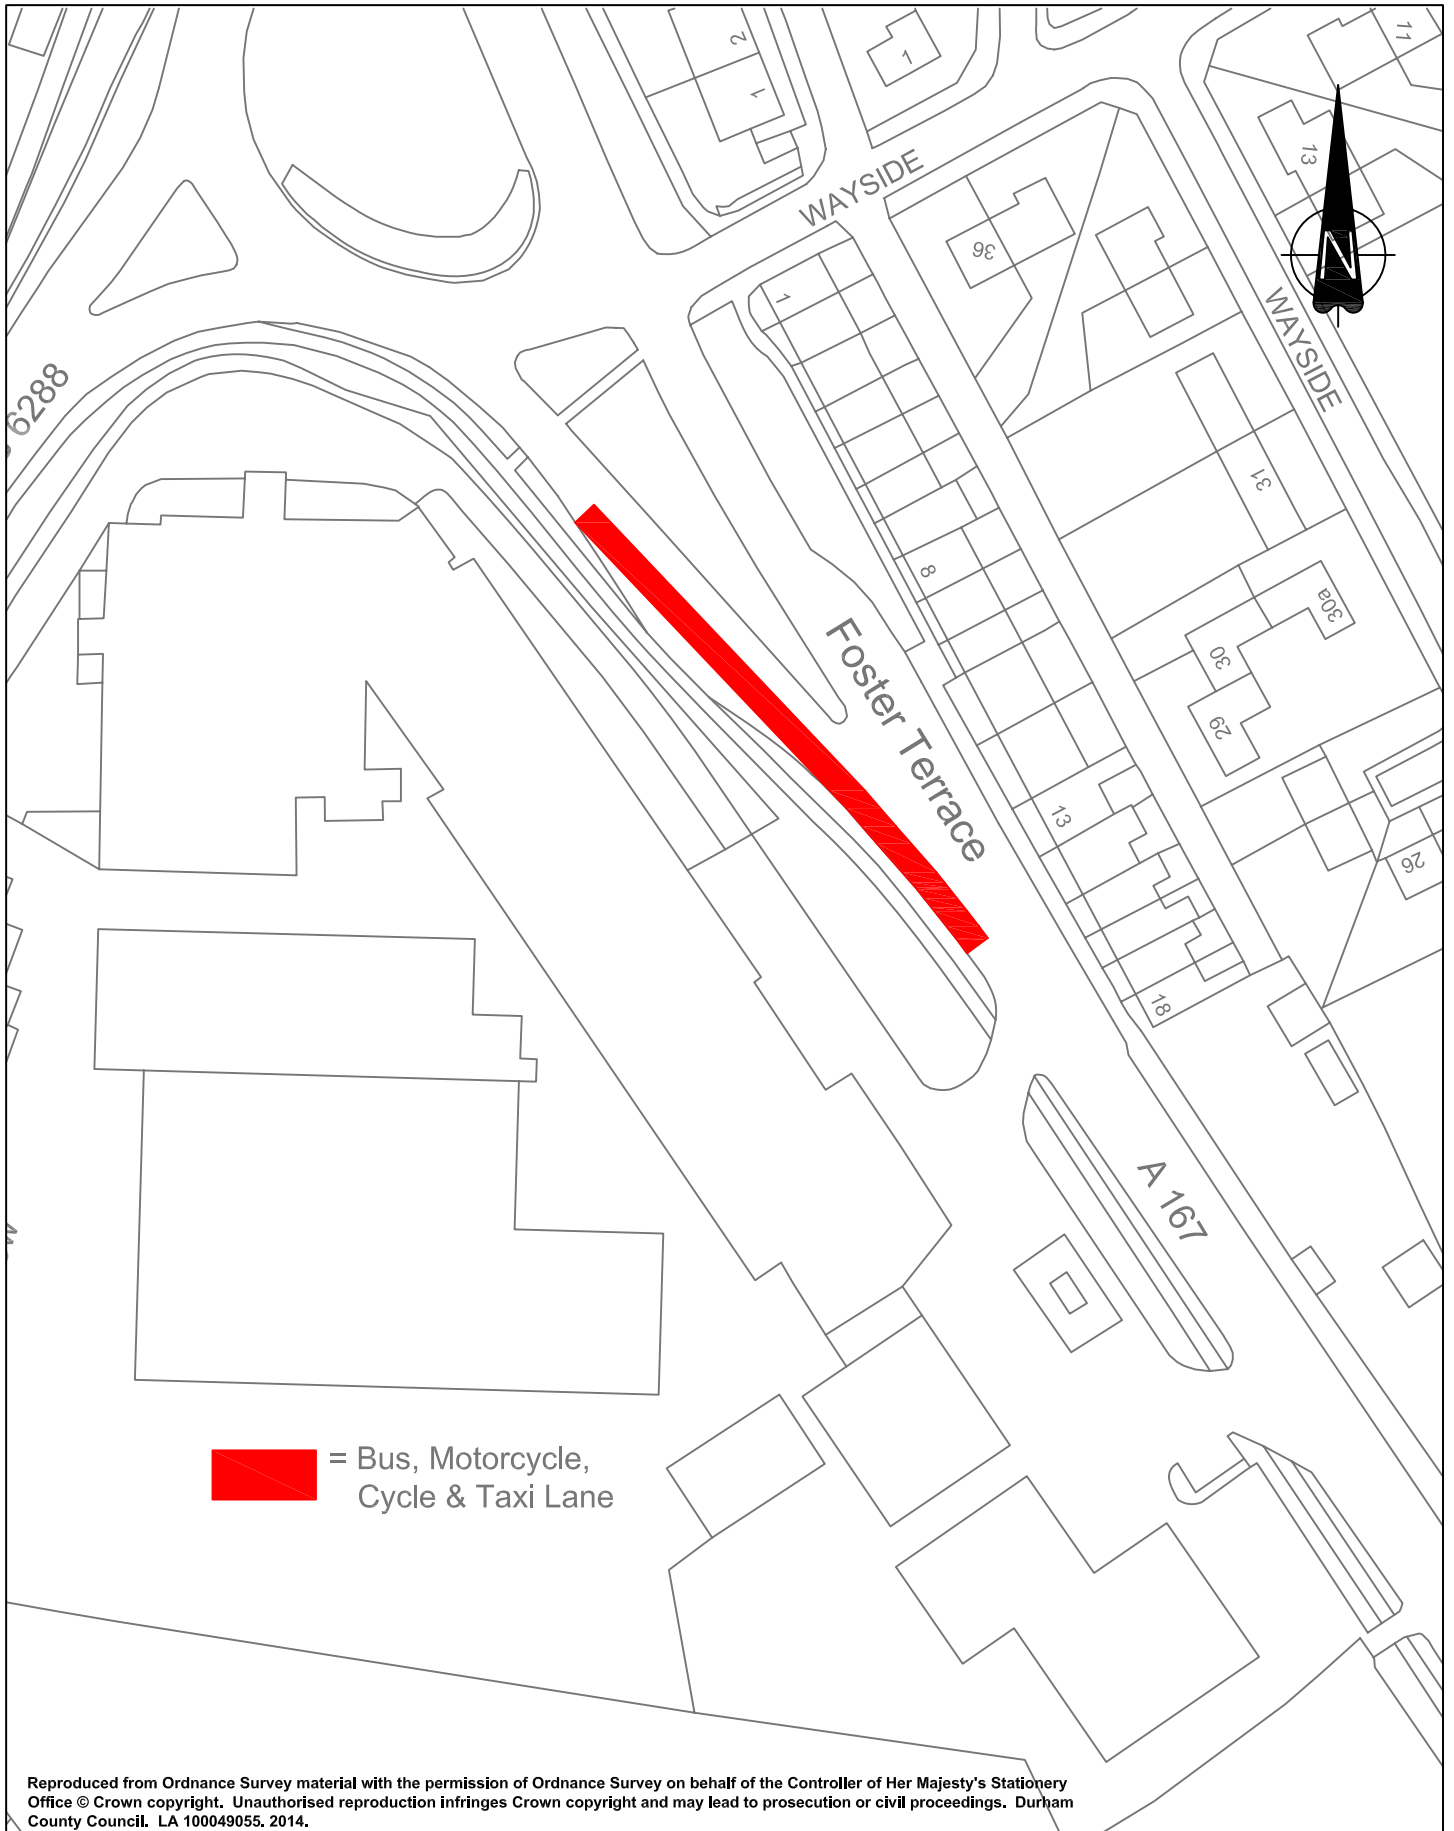 2
1
1
11
13
WAYSIDE
36
1
WAYSIDE
6288
31
8
30a
30
29
Foster Terrace
13
26
18
A 167
N
= Bus, Motorcycle,
Cycle & Taxi Lane
Reproduced from Ordnance Survey material with the permission of Ordnance Survey on behalf of the Controller of Her Majesty's Stationery
Office © Crown copyright. Unauthorised reproduction infringes Crown copyright and may lead to prosecution or civil proceedings. Durham
County Council. LA 100049055. 2014.